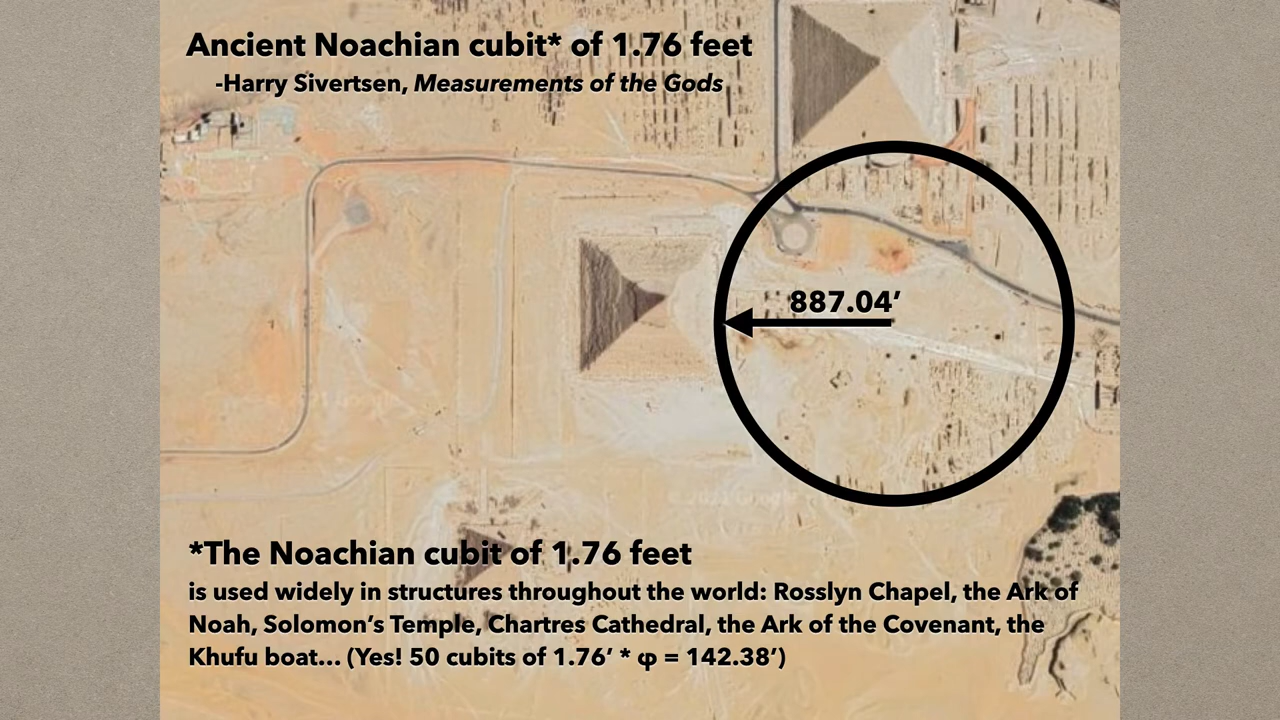 Ancient Noachian cubit* of 1.76 feet
-Harry Sivertsen, Measurements of the Gods
887.04’
*The Noachian cubit of 1.76 feet
is used widely in structures throughout the world: Rosslyn Chapel, the Ark of
Noah, Solomon’s Temple, Chartres Cathedral, the Ark of the Covenant, the
Khufu boat... (Yes! 50 cubits of 1.76’ * φ = 142.38’)